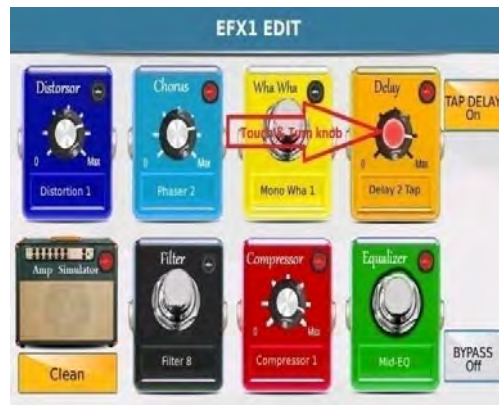 EFX1 EDIT
Distorsor
Chorus
Wha Wha
Delay
TAP DELAY
On
Touch & Turn knob
0 Max
0 Max
0 Max
Distortion 1
Phaser 2
Mono Wha 1
Delay 2 Tap
Amp Simulator
Filter
Compressor
Equalizer
0 Max
Clean
Filter 8
Compressor 1
Mid-EQ
BYPASS
Off